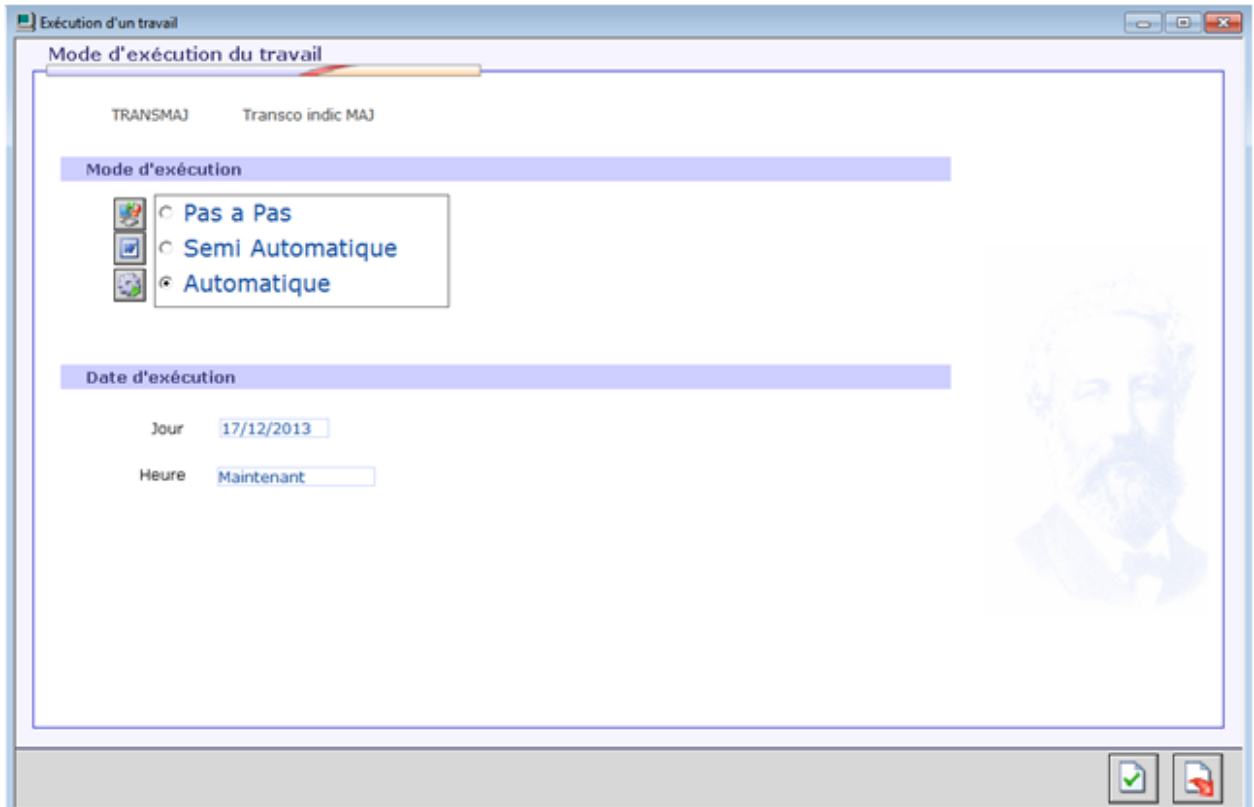 Exécution d'un travail
Mode d'exécution du travail
TRANSMAJ Transco indic MAJ
Mode d'exécution
Pas a Pas
Semi Automatique
Automatique
Date d'exécution
Jour 17/12/2013
Heure Maintenant